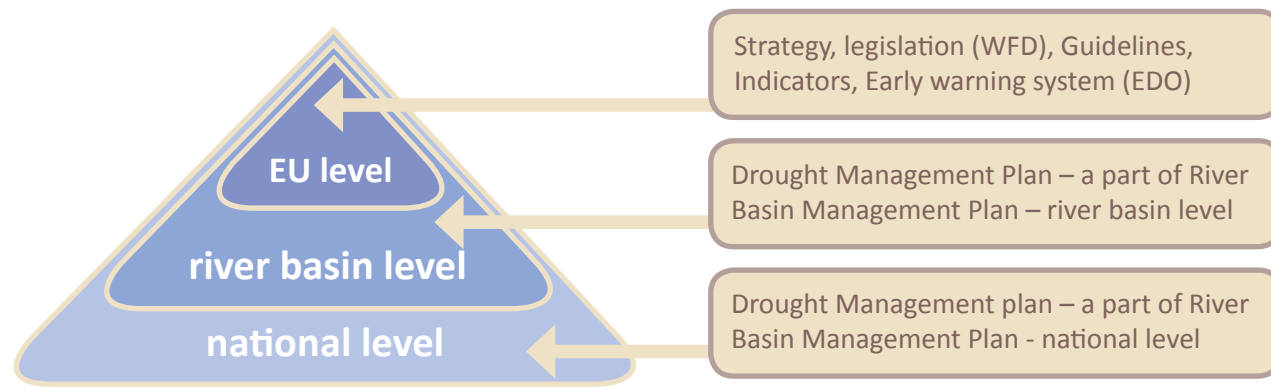 Strategy, legislation (WFD), Guidelines,
Indicators, Early warning system (EDO)
EU level
Drought Management Plan – a part of River
Basin Management Plan – river basin level
river basin level
Drought Management plan – a part of River
Basin Management Plan - national level
national level